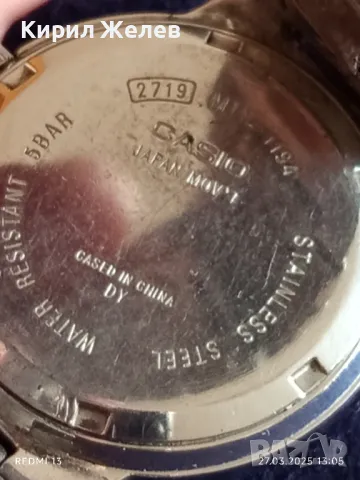 Кирил Желев
2719
1194
CASIO
JAPAN MOV'T
WATER RESISTANT 5BAR
STAINLESS STEEL
CASED IN CHINA
DY
REDMI 13
27.03.2025 13:05